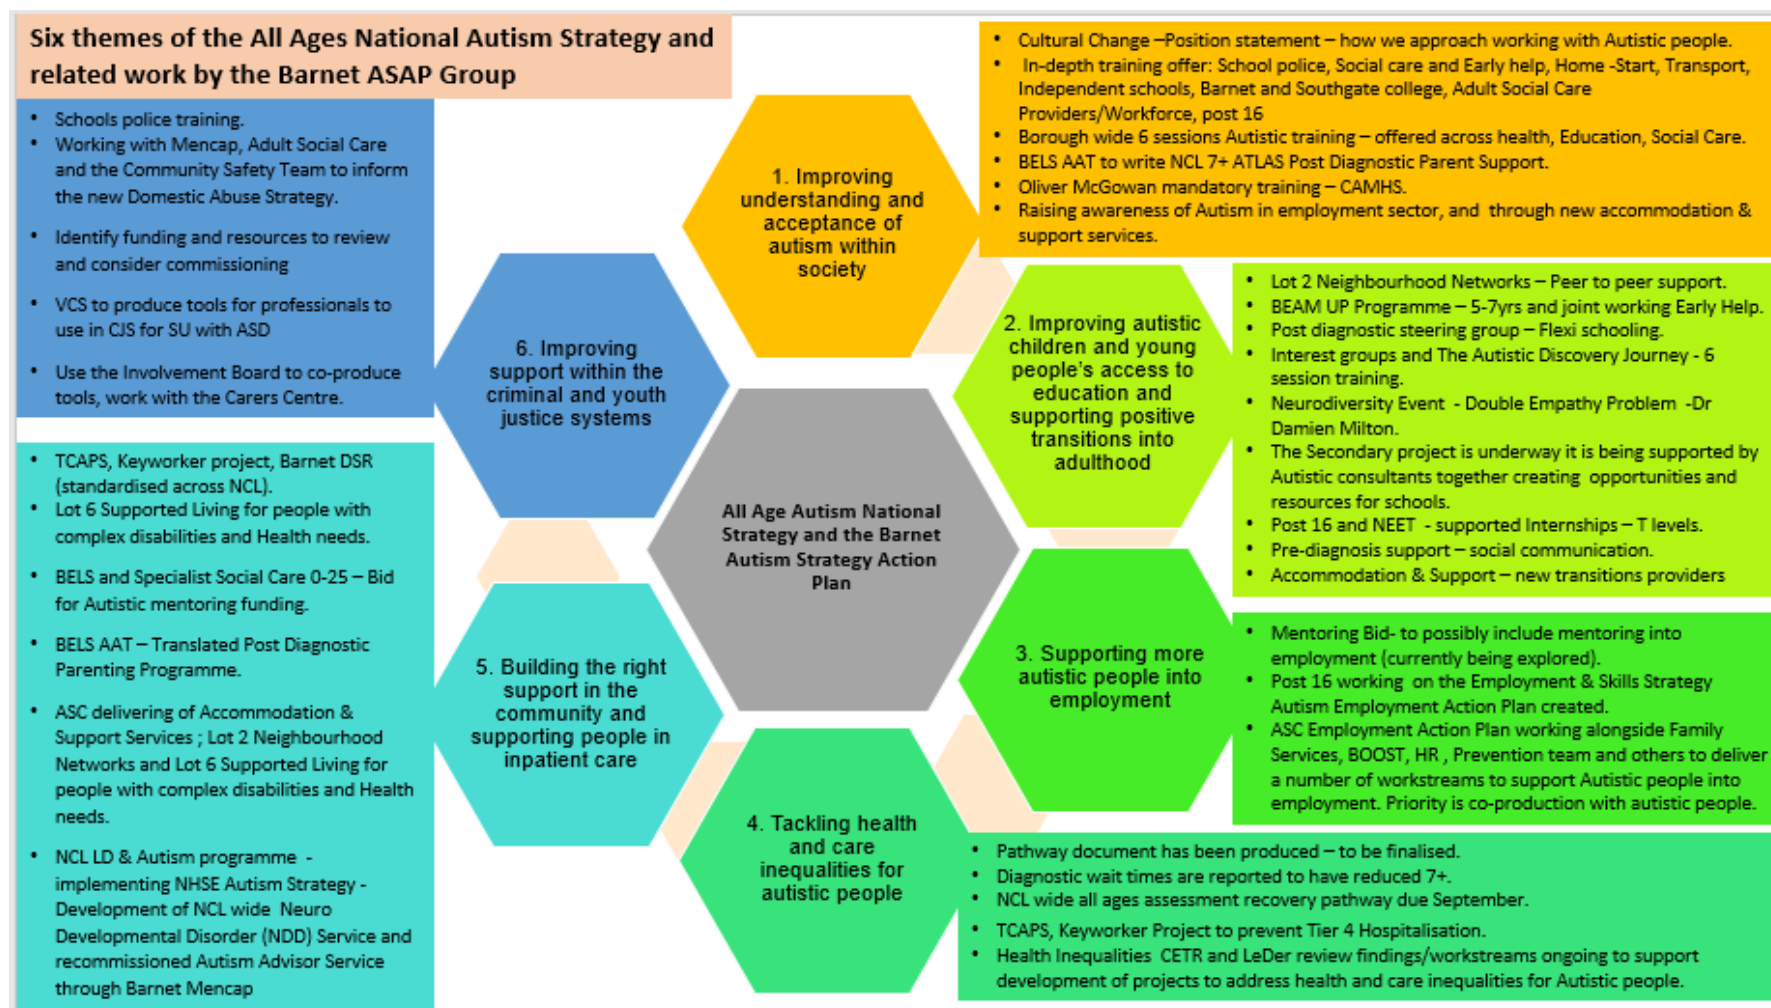 Six themes of the All Ages National Autism Strategy and
related work by the Barnet ASAP Group
• Cultural Change –Position statement – how we approach working with Autistic people.
• In-depth training offer: School police, Social care and Early help, Home -Start, Transport,
Independent schools, Barnet and Southgate college, Adult Social Care
Providers/Workforce, post 16
• Borough wide 6 sessions Autistic training – offered across health, Education, Social Care.
• BELS AAT to write NCL 7+ ATLAS Post Diagnostic Parent Support.
• Oliver McGowan mandatory training – CAMHS.
• Raising awareness of Autism in employment sector, and through new accommodation &
support services.
1. Improving
understanding and
acceptance of
autism within
society
• Lot 2 Neighbourhood Networks – Peer to peer support.
• BEAM UP Programme – 5-7yrs and joint working Early Help.
• Post diagnostic steering group – Flexi schooling.
• Interest groups and The Autistic Discovery Journey - 6
session training.
• Neurodiversity Event - Double Empathy Problem -Dr
Damien Milton.
• The Secondary project is underway it is being supported by
Autistic consultants together creating opportunities and
resources for schools.
• Post 16 and NEET - supported Internships – T levels.
• Pre-diagnosis support – social communication.
• Accommodation & Support – new transitions providers
2. Improving autistic
children and young
people's access to
education and
supporting positive
transitions into
adulthood
• Mentoring Bid- to possibly include mentoring into
employment (currently being explored).
• Post 16 working on the Employment & Skills Strategy
Autism Employment Action Plan created.
• ASC Employment Action Plan working alongside Family
Services, BOOST, HR , Prevention team and others to deliver
a number of workstreams to support Autistic people into
employment. Priority is co-production with autistic people.
3. Supporting more
autistic people into
employment
• Pathway document has been produced – to be finalised.
• Diagnostic wait times are reported to have reduced 7+.
• NCL wide all ages assessment recovery pathway due September.
• TCAPS, Keyworker Project to prevent Tier 4 Hospitalisation.
• Health Inequalities CETR and LeDer review findings/workstreams ongoing to support
development of projects to address health and care inequalities for Autistic people.
4. Tackling health
and care
inequalities for
autistic people
• TCAPS, Keyworker project, Barnet DSR
(standardised across NCL).
• Lot 6 Supported Living for people with
complex disabilities and Health needs.
• BELS and Specialist Social Care 0-25 – Bid
for Autistic mentoring funding.
• BELS AAT – Translated Post Diagnostic
Parenting Programme.
• ASC delivering of Accommodation &
Support Services ; Lot 2 Neighbourhood
Networks and Lot 6 Supported Living for
people with complex disabilities and Health
needs.
• NCL LD & Autism programme -
implementing NHSE Autism Strategy -
Development of NCL wide Neuro
Developmental Disorder (NDD) Service and
recommissioned Autism Advisor Service
through Barnet Mencap
5. Building the right
support in the
community and
supporting people in
inpatient care
• Schools police training.
• Working with Mencap, Adult Social Care
and the Community Safety Team to inform
the new Domestic Abuse Strategy.
• Identify funding and resources to review
and consider commissioning
• VCS to produce tools for professionals to
use in CJS for SU with ASD
• Use the Involvement Board to co-produce
tools, work with the Carers Centre.
6. Improving
support within the
criminal and youth
justice systems
All Age Autism National
Strategy and the Barnet
Autism Strategy Action
Plan